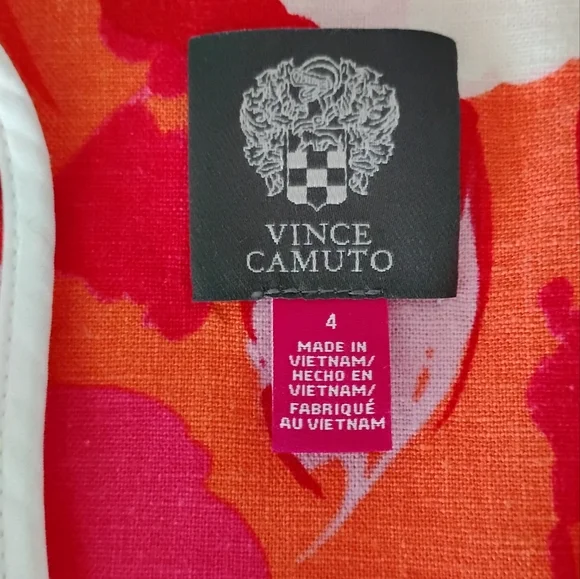 VINCE
CAMUTO
4
MADE IN
VIETNAM/
HECHO EN
VIETNAM/
FABRIQUÉ
AU VIETNAM